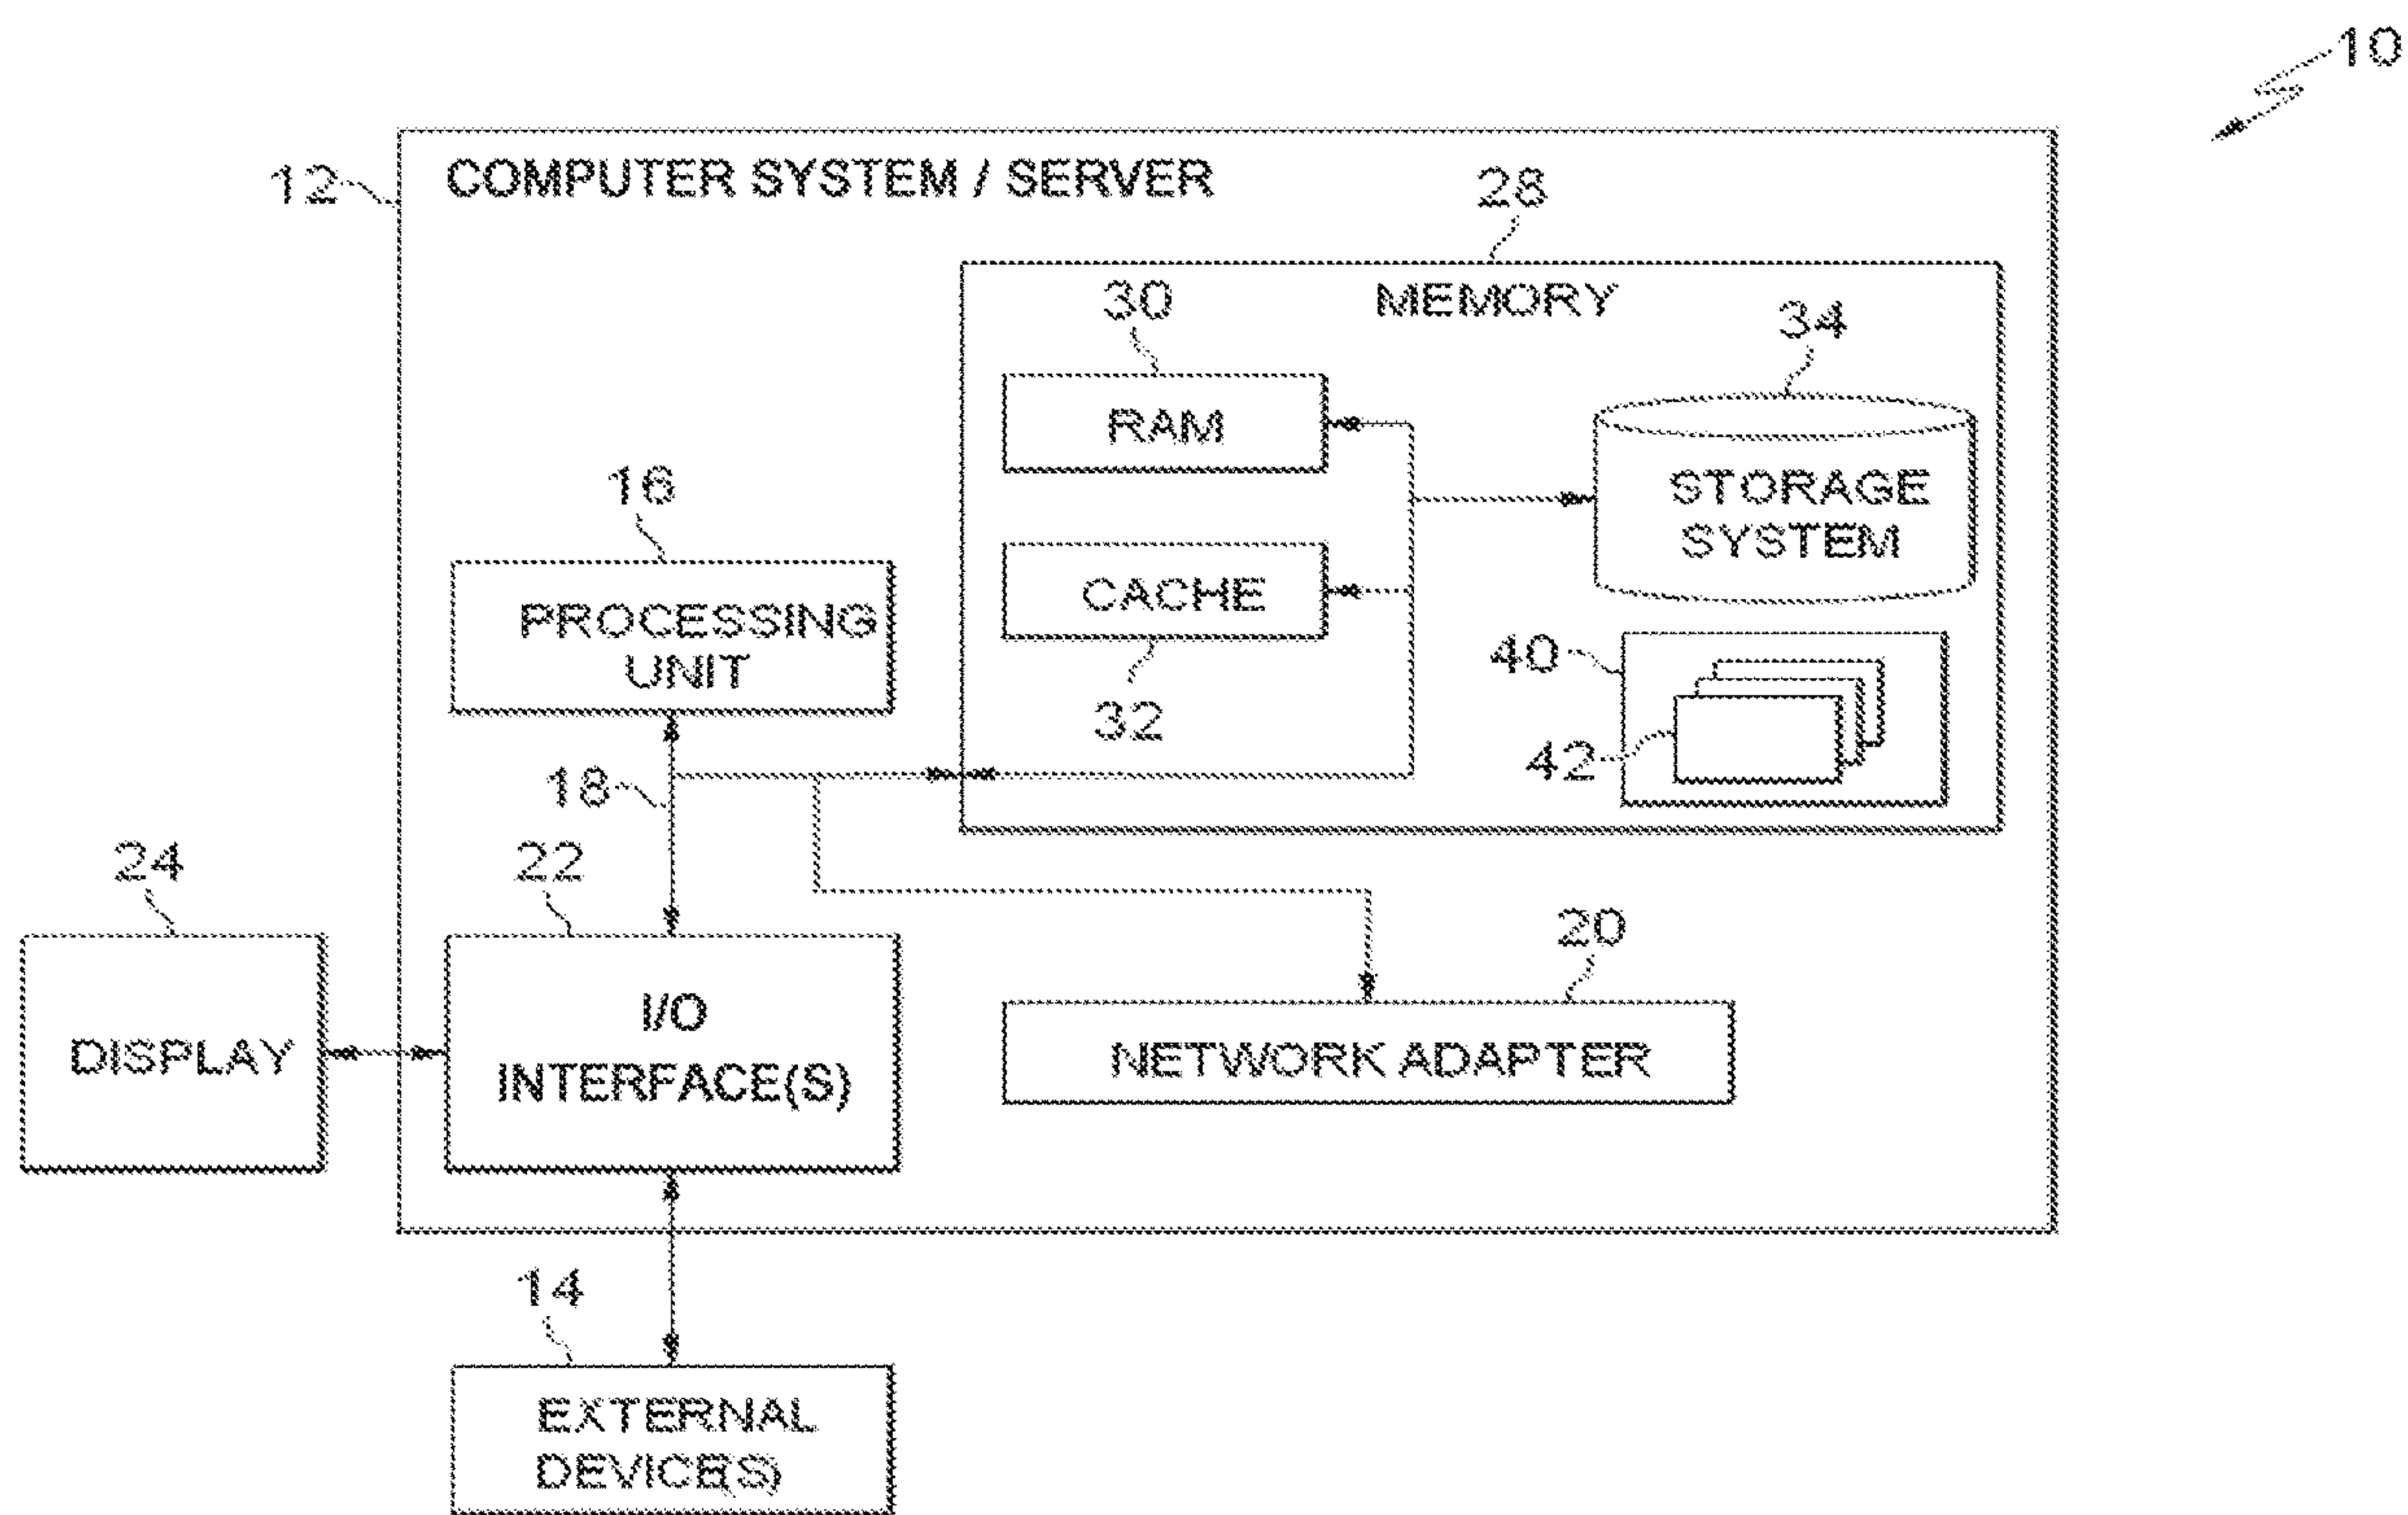 10
12
COMPUTER SYSTEM / SERVER
28
MEMORY
30
34
RAM
STORAGE
SYSTEM
16
PROCESSING
UNIT
CACHE
32
40
42
18
24
22
20
DISPLAY
I/O
INTERFACE(S)
NETWORK ADAPTER
14
EXTERNAL
DEVICE(S)